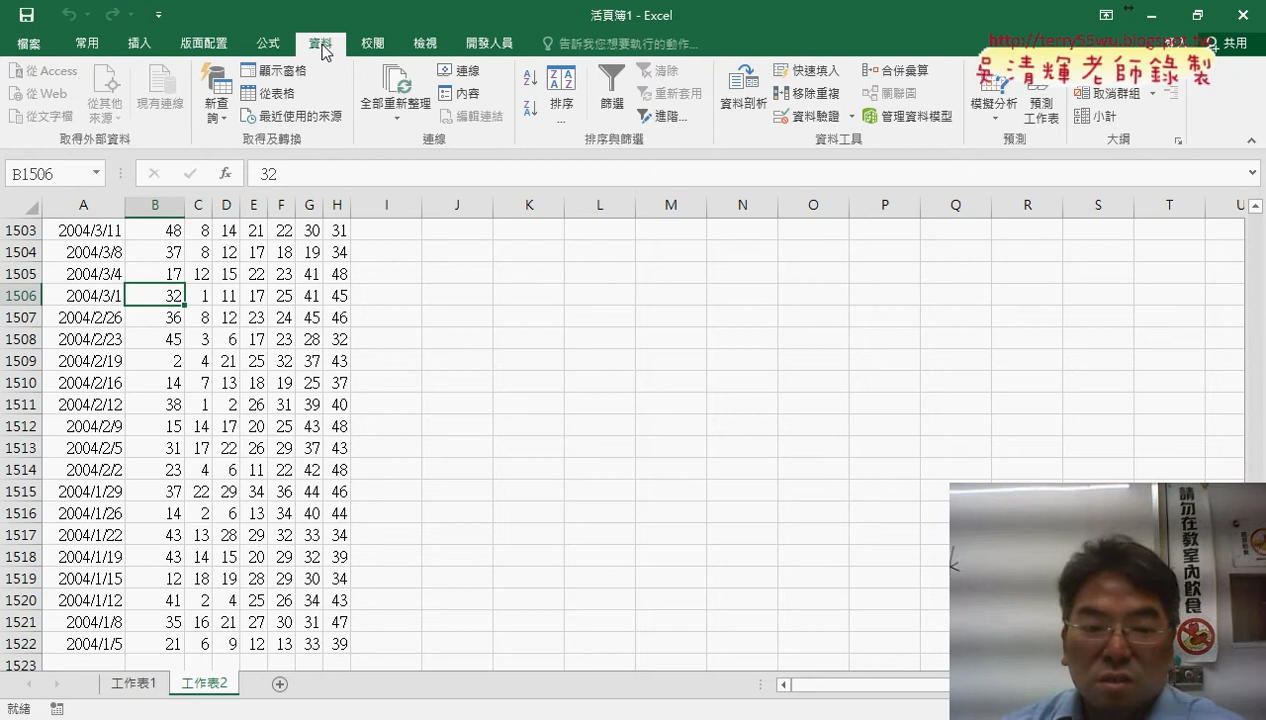 活頁簿1 - Excel
檔案 常用 插入 版面配置 公式 資料 校閱 檢視 開發人員 告訴我您想要執行的動作... 共用
http://terry55wu.blogspot.tw
吳清輝老師錄製
從 Access
從 Web
從文字檔
從其他來源
現有連線
取得外部資料
新查詢
顯示查詢
從表格
最近使用的來源
取得及轉換
全部重新整理
連線
內容
編輯連結
連線
排序...
篩選
清除
重新套用
進階...
排序與篩選
資料剖析
快速填入
移除重複
資料驗證
合併彙算
關聯圖
管理資料模型
資料工具
模擬分析
預測工作表
預測
取消群組
小計
大綱
B1506 fx 32
A B C D E F G H I J K L M N O P Q R S T U
1503 2004/3/11 48 8 14 21 22 30 31
1504 2004/3/8 37 8 12 17 18 19 34
1505 2004/3/4 17 12 15 22 23 41 48
1506 2004/3/1 32 1 11 17 25 41 45
1507 2004/2/26 36 8 12 23 24 45 46
1508 2004/2/23 45 3 6 17 23 28 32
1509 2004/2/19 2 4 21 25 32 37 43
1510 2004/2/16 14 7 13 18 19 25 37
1511 2004/2/12 38 1 2 26 31 39 40
1512 2004/2/9 15 14 17 20 25 43 48
1513 2004/2/5 31 17 22 26 29 37 43
1514 2004/2/2 23 4 6 11 22 42 48
1515 2004/1/29 37 22 29 34 36 44 46
1516 2004/1/26 14 2 6 13 34 40 44
1517 2004/1/22 43 13 28 29 32 33 34
1518 2004/1/19 43 14 15 20 29 32 39
1519 2004/1/15 12 18 19 28 29 30 34
1520 2004/1/12 41 2 4 25 26 34 43
1521 2004/1/8 35 16 21 27 30 31 47
1522 2004/1/5 21 6 9 12 13 33 39
1523
請勿在教室內飲食
工作表1 工作表2
就緒